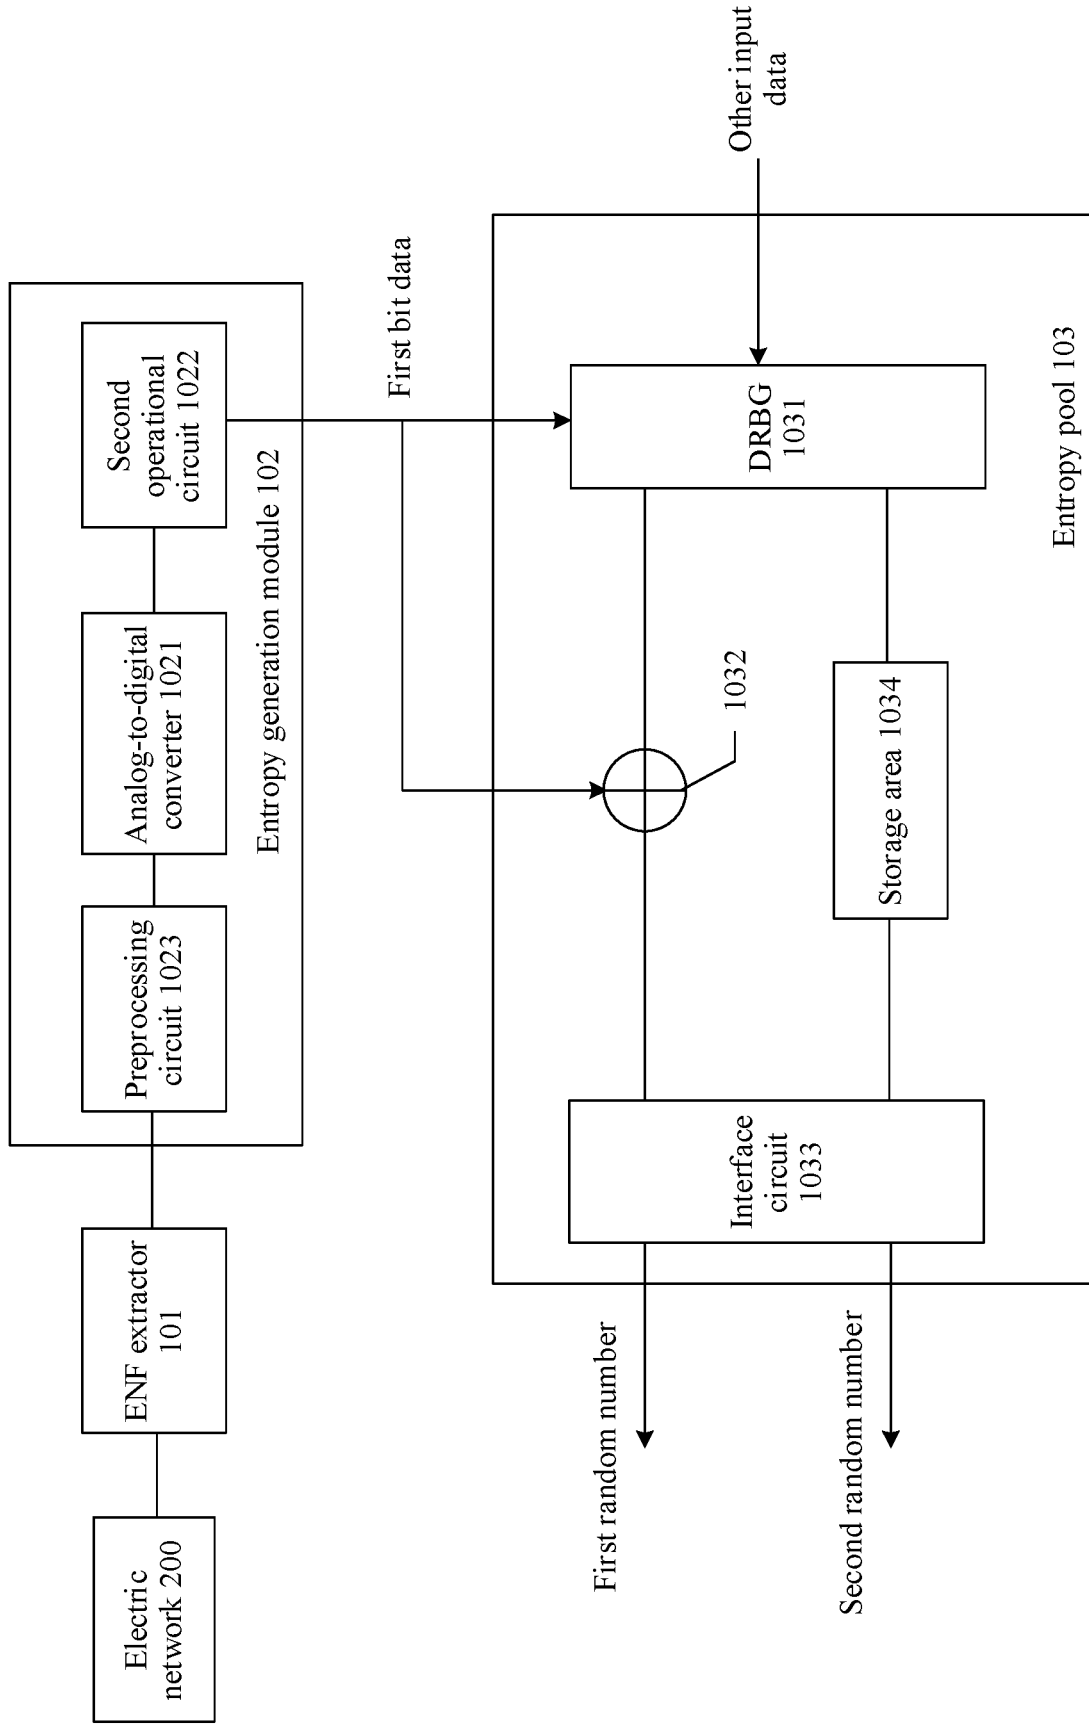 Electric
network 200
ENF extractor
101
Preprocessing
circuit 1023
Analog-to-digital
converter 1021
Second
operational
circuit 1022
Entropy generation module 102
First bit data
Other input
data
First random number
Second random number
Interface
circuit
1033
1032
Storage area 1034
DRBG
1031
Entropy pool 103